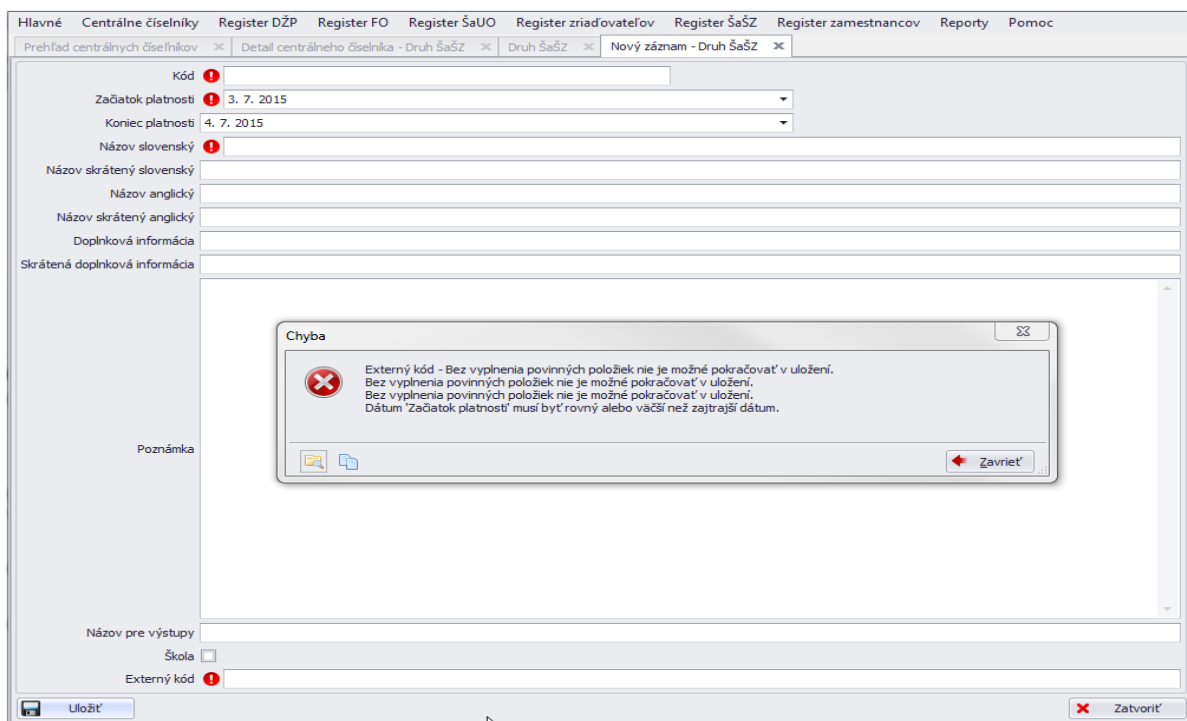 Hlavné Centrálne číselníky Register DŽP Register FO Register ŠaUO Register zriaďovateľov Register ŠaŠZ Register zamestnancov Reporty Pomoc
Prehľad centrálnych číseľníkov Detail centrálneho číselníka - Druh ŠaŠZ Druh ŠaŠZ Nový záznam - Druh ŠaŠZ
Kód
Začiatok platnosti 3. 7. 2015
Koniec platnosti 4. 7. 2015
Názov slovenský
Názov skrátený slovenský
Názov anglický
Názov skrátený anglický
Doplnková informácia
Skrátená doplnková informácia
Chyba
Externý kód - Bez vyplnenia povinných položiek nie je možné pokračovať v uložení.
Bez vyplnenia povinných položiek nie je možné pokračovať v uložení.
Bez vyplnenia povinných položiek nie je možné pokračovať v uložení.
Dátum 'Začiatok platnosti' musí byť rovný alebo väčší než zajtrajší dátum.
Poznámka
Zavrieť
Názov pre výstupy
Škola
Externý kód
Uložiť Zatvoriť